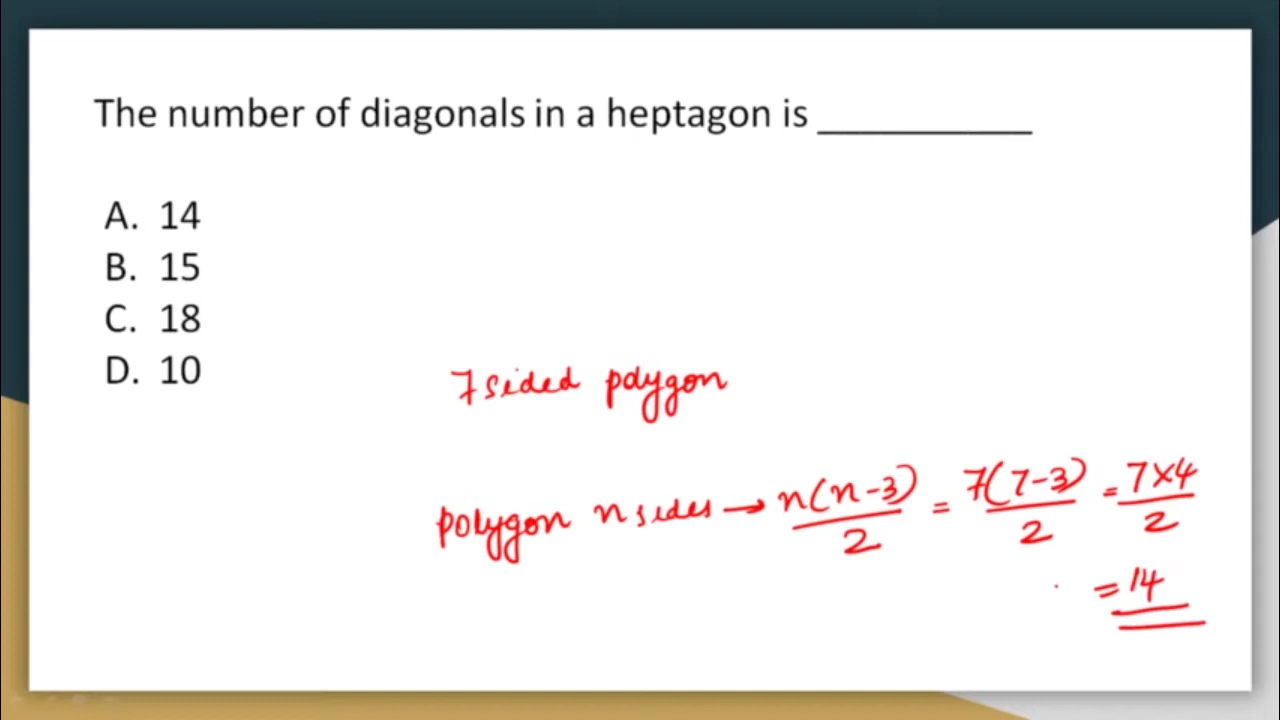 The number of diagonals in a heptagon is __________
A. 14
B. 15
C. 18
D. 10
7 sided polygon
polygon n sides → n(n-3)/2 = 7(7-3)/2 = 7×4/2
= 14